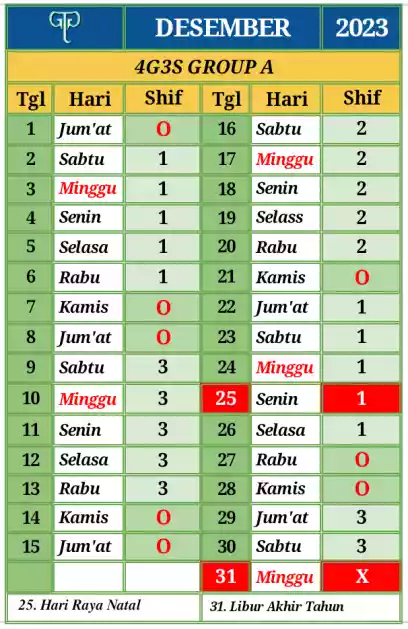 DESEMBER 2023
4G3S GROUP A
Tgl Hari Shif Tgl Hari Shif
1 Jum'at O 16 Sabtu 2
2 Sabtu 1 17 Minggu 2
3 Minggu 1 18 Senin 2
4 Senin 1 19 Selass 2
5 Selasa 1 20 Rabu 2
6 Rabu 1 21 Kamis O
7 Kamis O 22 Jum'at 1
8 Jum'at O 23 Sabtu 1
9 Sabtu 3 24 Minggu 1
10 Minggu 3 25 Senin 1
11 Senin 3 26 Selasa 1
12 Selasa 3 27 Rabu O
13 Rabu 3 28 Kamis O
14 Kamis O 29 Jum'at 3
15 Jum'at O 30 Sabtu 3
31 Minggu X
25. Hari Raya Natal 31. Libur Akhir Tahun